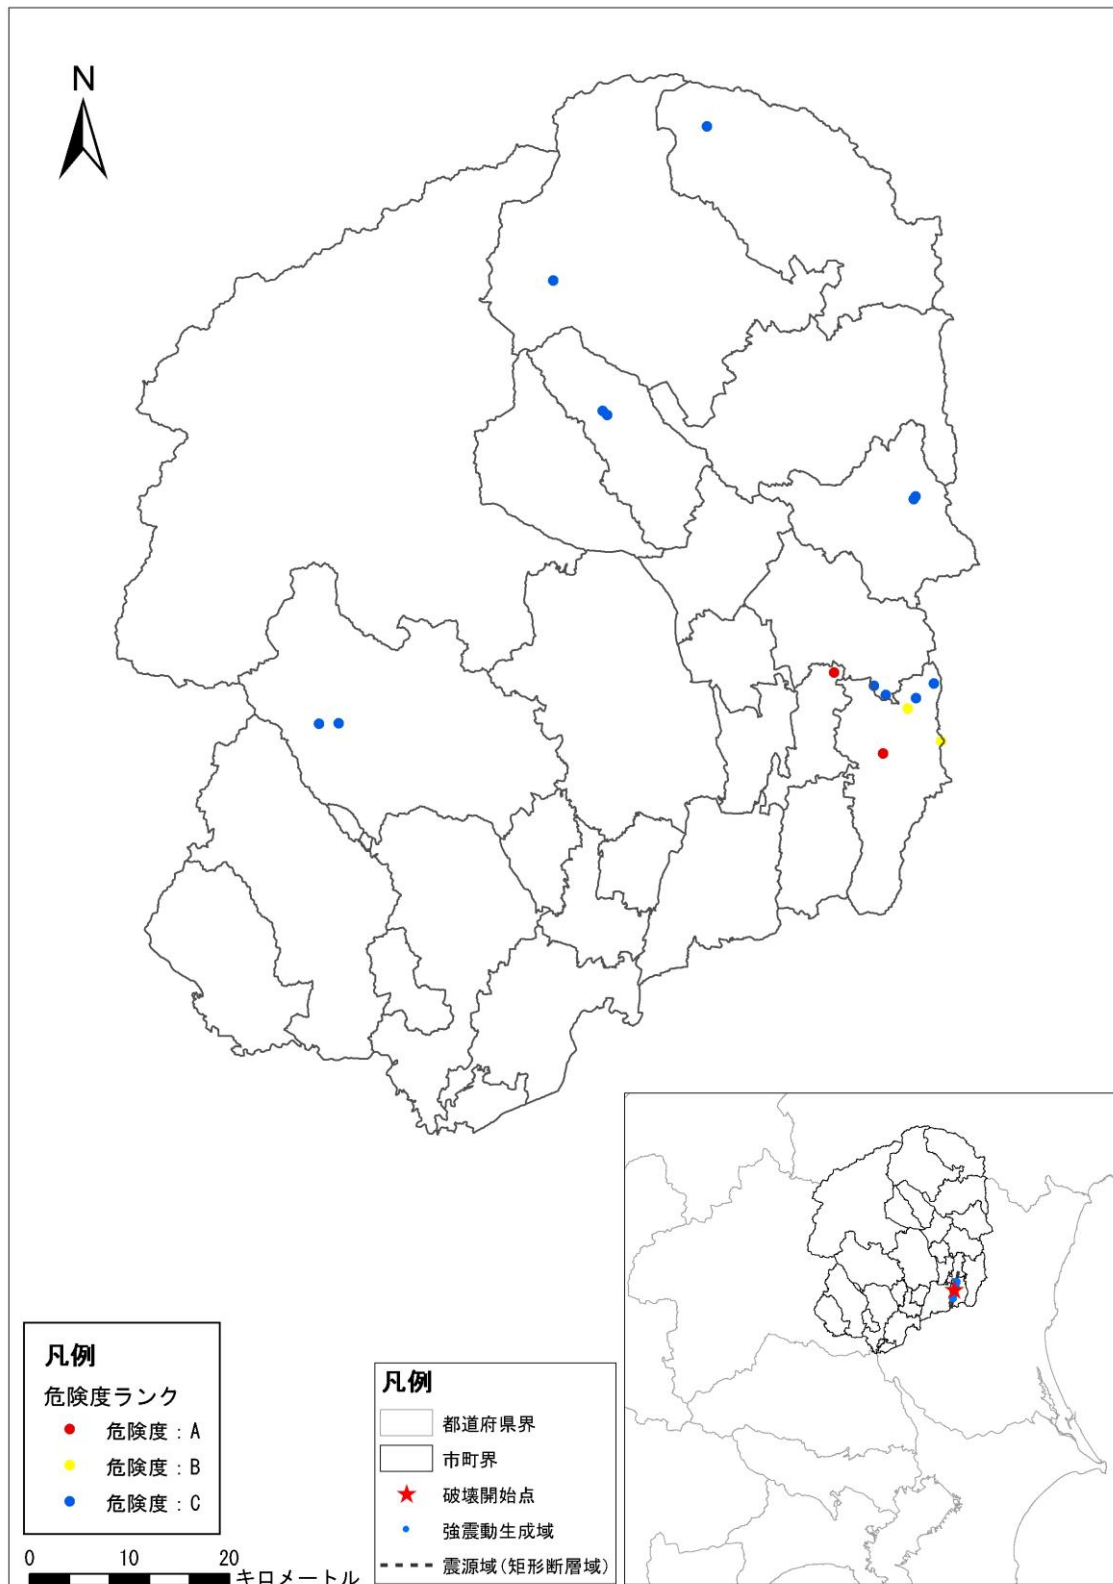 N
凡例
危険度ランク
危険度：A
危険度：B
危険度：C
0 10 20
キロメートル
凡例
都道府県界
市町界
破壊開始点
強震動生成域
震源域（矩形断層域）